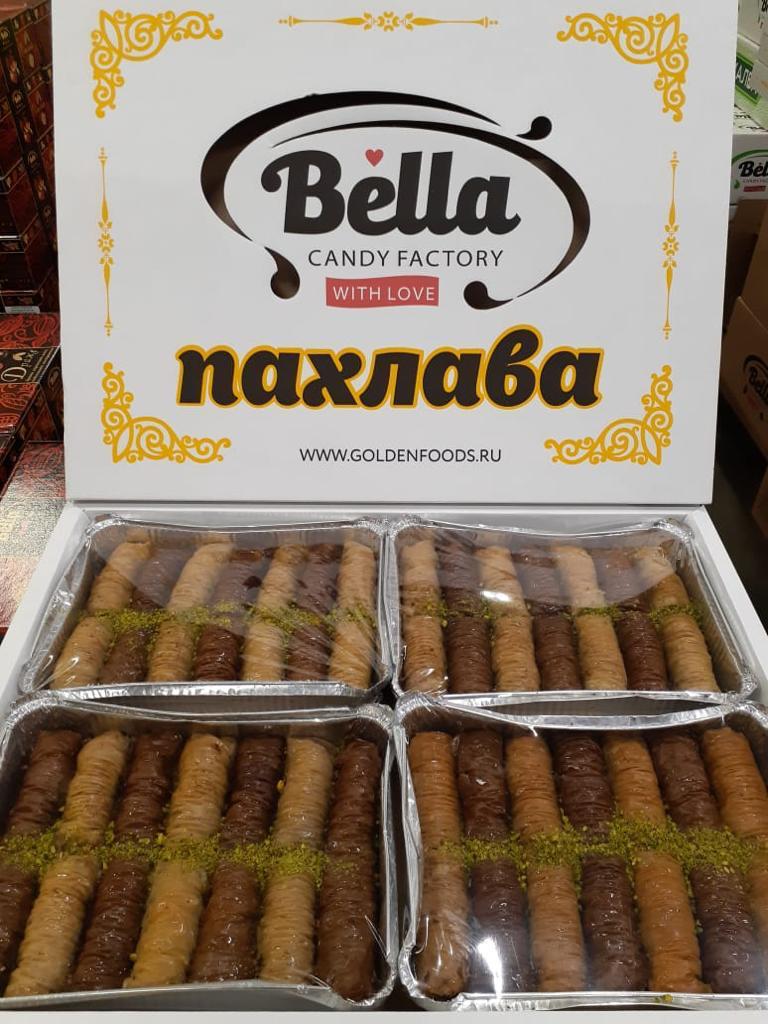 Bella
CANDY FACTORY
WITH LOVE
пахлава
WWW.GOLDENFOODS.RU